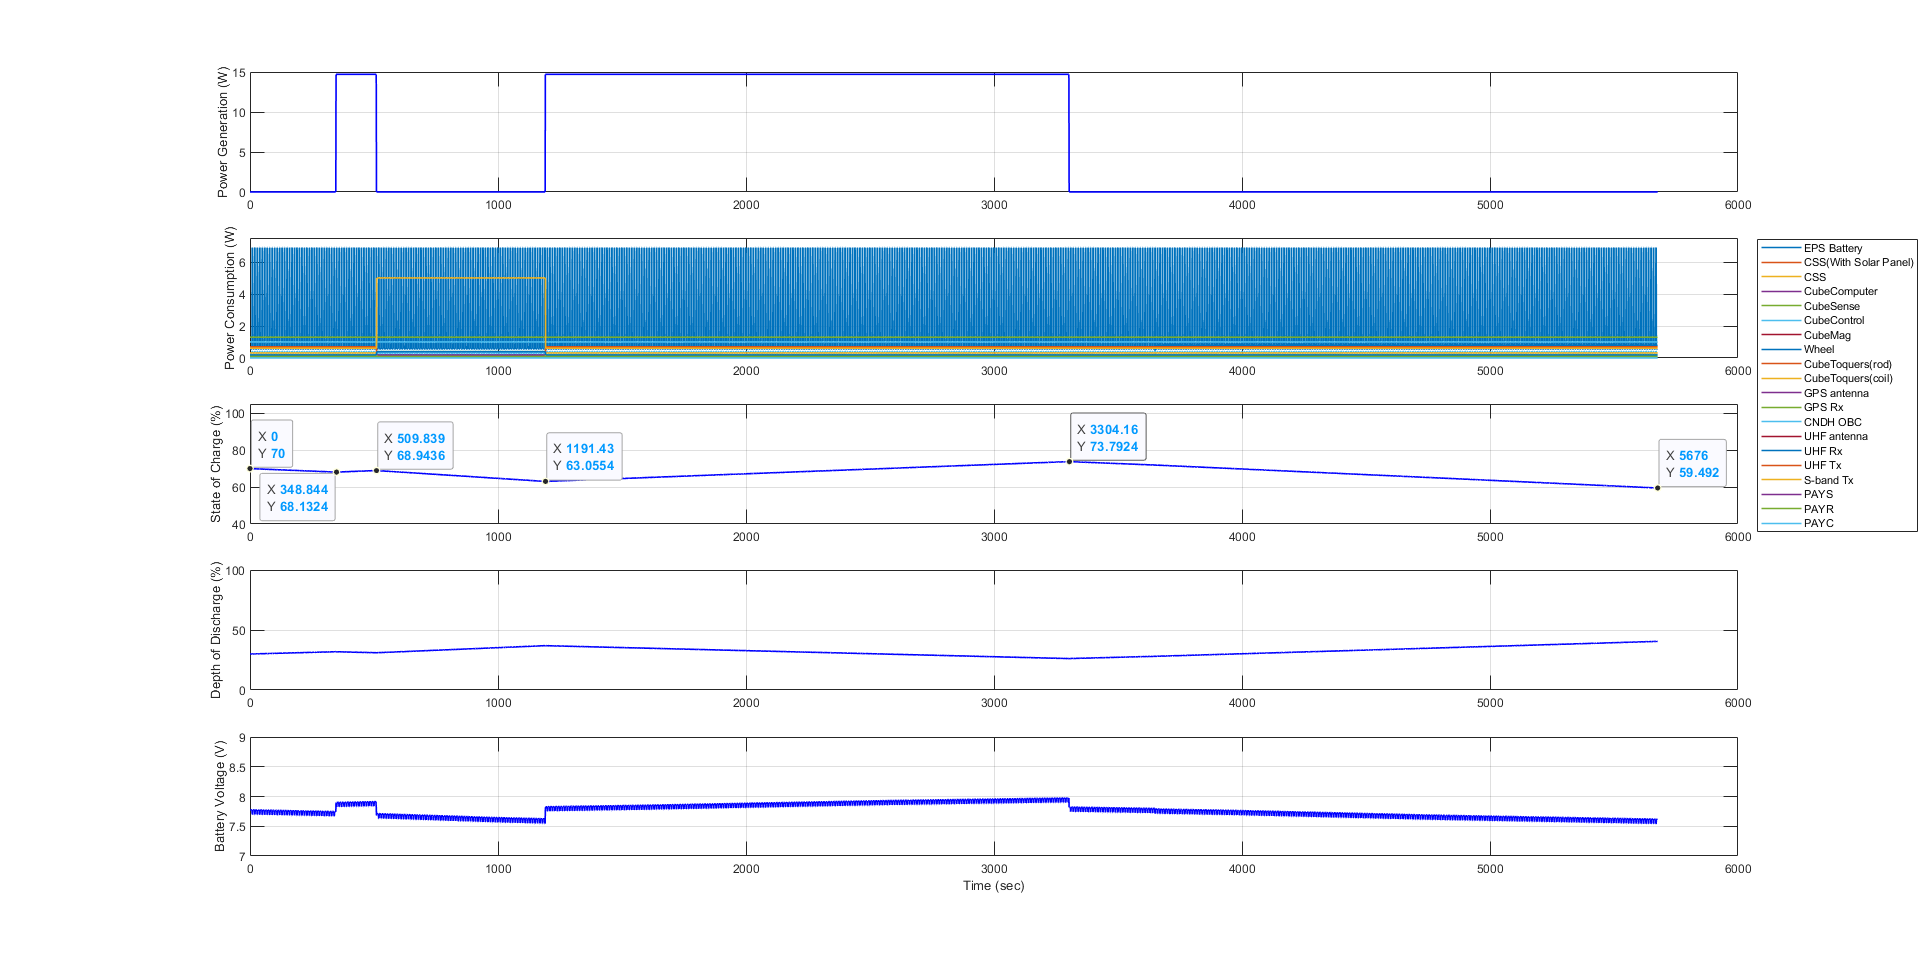 Power Generation (W)
15
10
5
0
0 1000 2000 3000 4000 5000 6000
Power Consumption (W)
6
4
2
0
0 1000 2000 3000 4000 5000 6000
EPS Battery
CSS(With Solar Panel)
CSS
CubeComputer
CubeSense
CubeControl
CubeMag
Wheel
CubeToquers(rod)
CubeToquers(coil)
GPS antenna
GPS Rx
CNDH OBC
UHF antenna
UHF Rx
UHF Tx
S-band Tx
PAYS
PAYR
PAYC
State of Charge (%)
100
80
60
40
X 0
Y 70
X 348.844
Y 68.1324
X 509.839
Y 68.9436
X 1191.43
Y 63.0554
X 3304.16
Y 73.7924
X 5676
Y 59.492
0 1000 2000 3000 4000 5000 6000
Depth of Discharge (%)
100
50
0
0 1000 2000 3000 4000 5000 6000
Battery Voltage (V)
9
8.5
8
7.5
7
0 1000 2000 3000 4000 5000 6000
Time (sec)